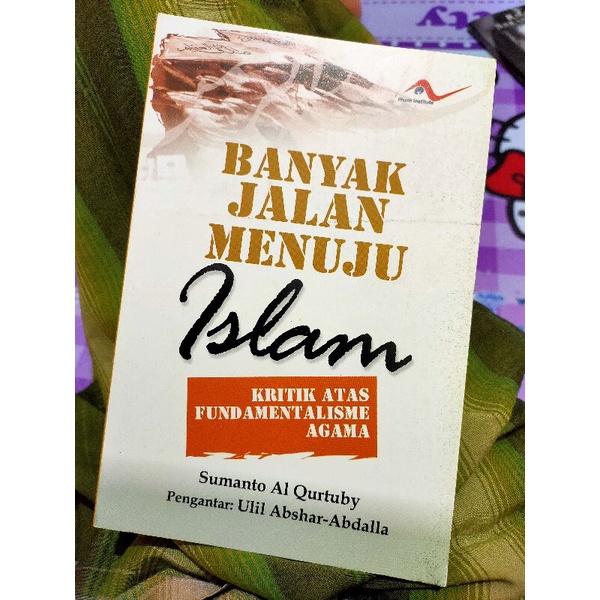 BANYAK
JALAN
MENUJU
Islam
KRITIK ATAS
FUNDAMENTALISME
AGAMA
Sumanto Al Qurtuby
Pengantar: Ulil Abshar-Abdalla